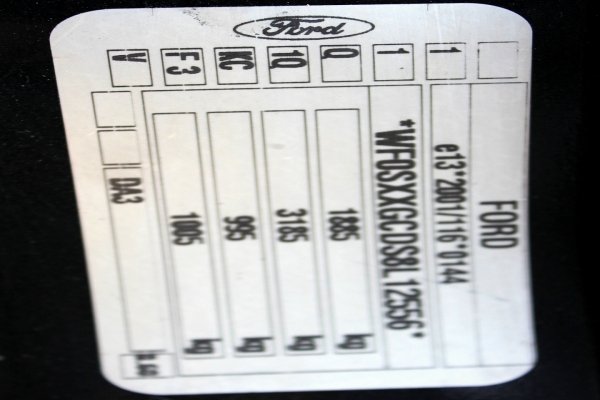 Ford
FORD
e13*2001/116*0144
*WF0SXXGCDS8L12556*
1885 kg
3185 kg
995 kg
1005 kg
DA3
1
1
Q
1Q
KC
F 3
V